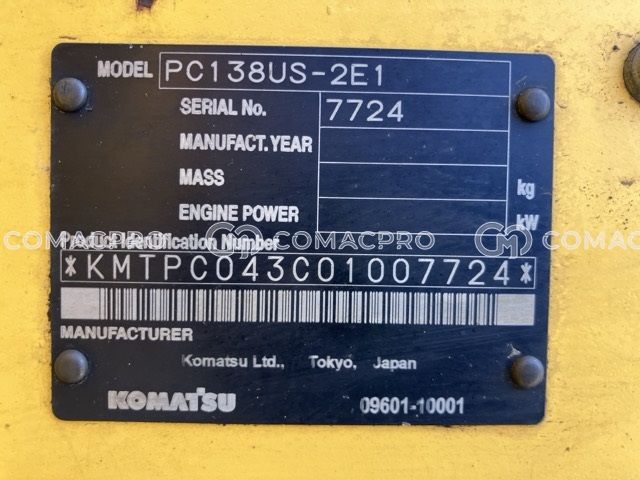 MODEL PC138US-2E1
SERIAL No. 7724
MANUFACT. YEAR
MASS kg
ENGINE POWER kW
COMACPRO COMACPRO COMACPRO
Product Identification Number
*KMTPC043C01007724*
MANUFACTURER
Komatsu Ltd., Tokyo, Japan
KOMATSU 09601-10001